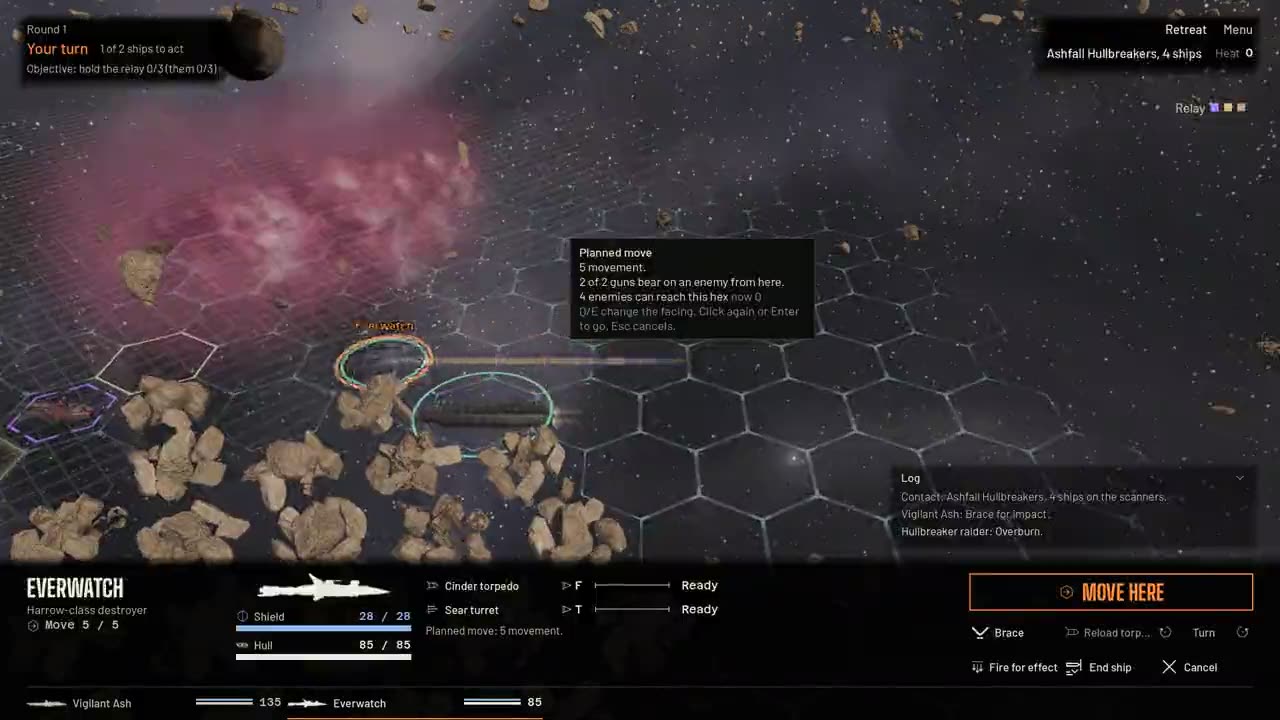 Round 1
Your turn 1 of 2 ships to act
Objective: hold the relay 0/3 (them 0/3)
Retreat Menu
Ashfall Hullbreakers, 4 ships Heat 0
Relay
Planned move
5 movement.
2 of 2 guns bear on an enemy from here.
4 enemies can reach this hex now 0
Q/E change the facing. Click again or Enter
to go, Esc cancels.
Everwatch
Log
Contact: Ashfall Hullbreakers, 4 ships on the scanners.
Vigilant Ash: Brace for impact.
Hullbreaker raider: Overburn.
EVERWATCH
Harrow-class destroyer
Move 5 / 5
Shield 28 / 28
Hull 85 / 85
Cinder torpedo F Ready
Sear turret T Ready
Planned move: 5 movement.
MOVE HERE
Brace Reload torp... Turn
Fire for effect End ship Cancel
Vigilant Ash 135 Everwatch 85